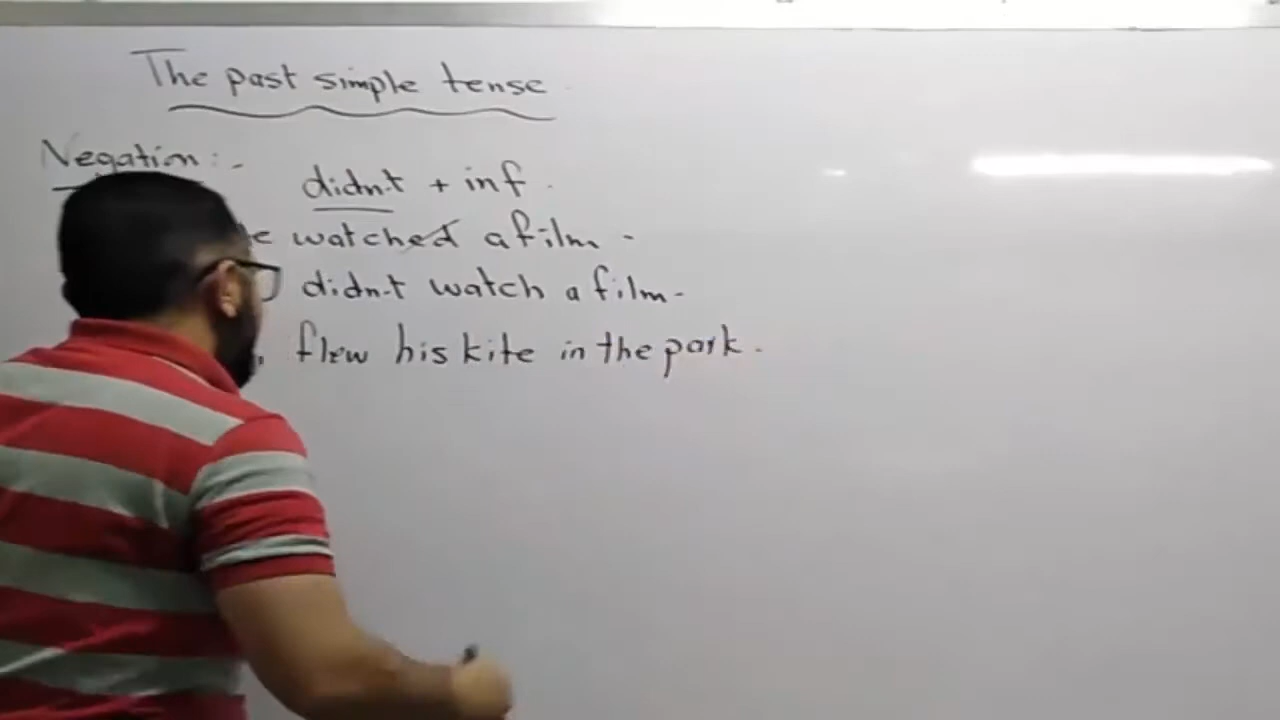 The past simple tense
Negation :-
didn't + inf.
watched a film -
didn't watch a film -
flew his kite in the park.